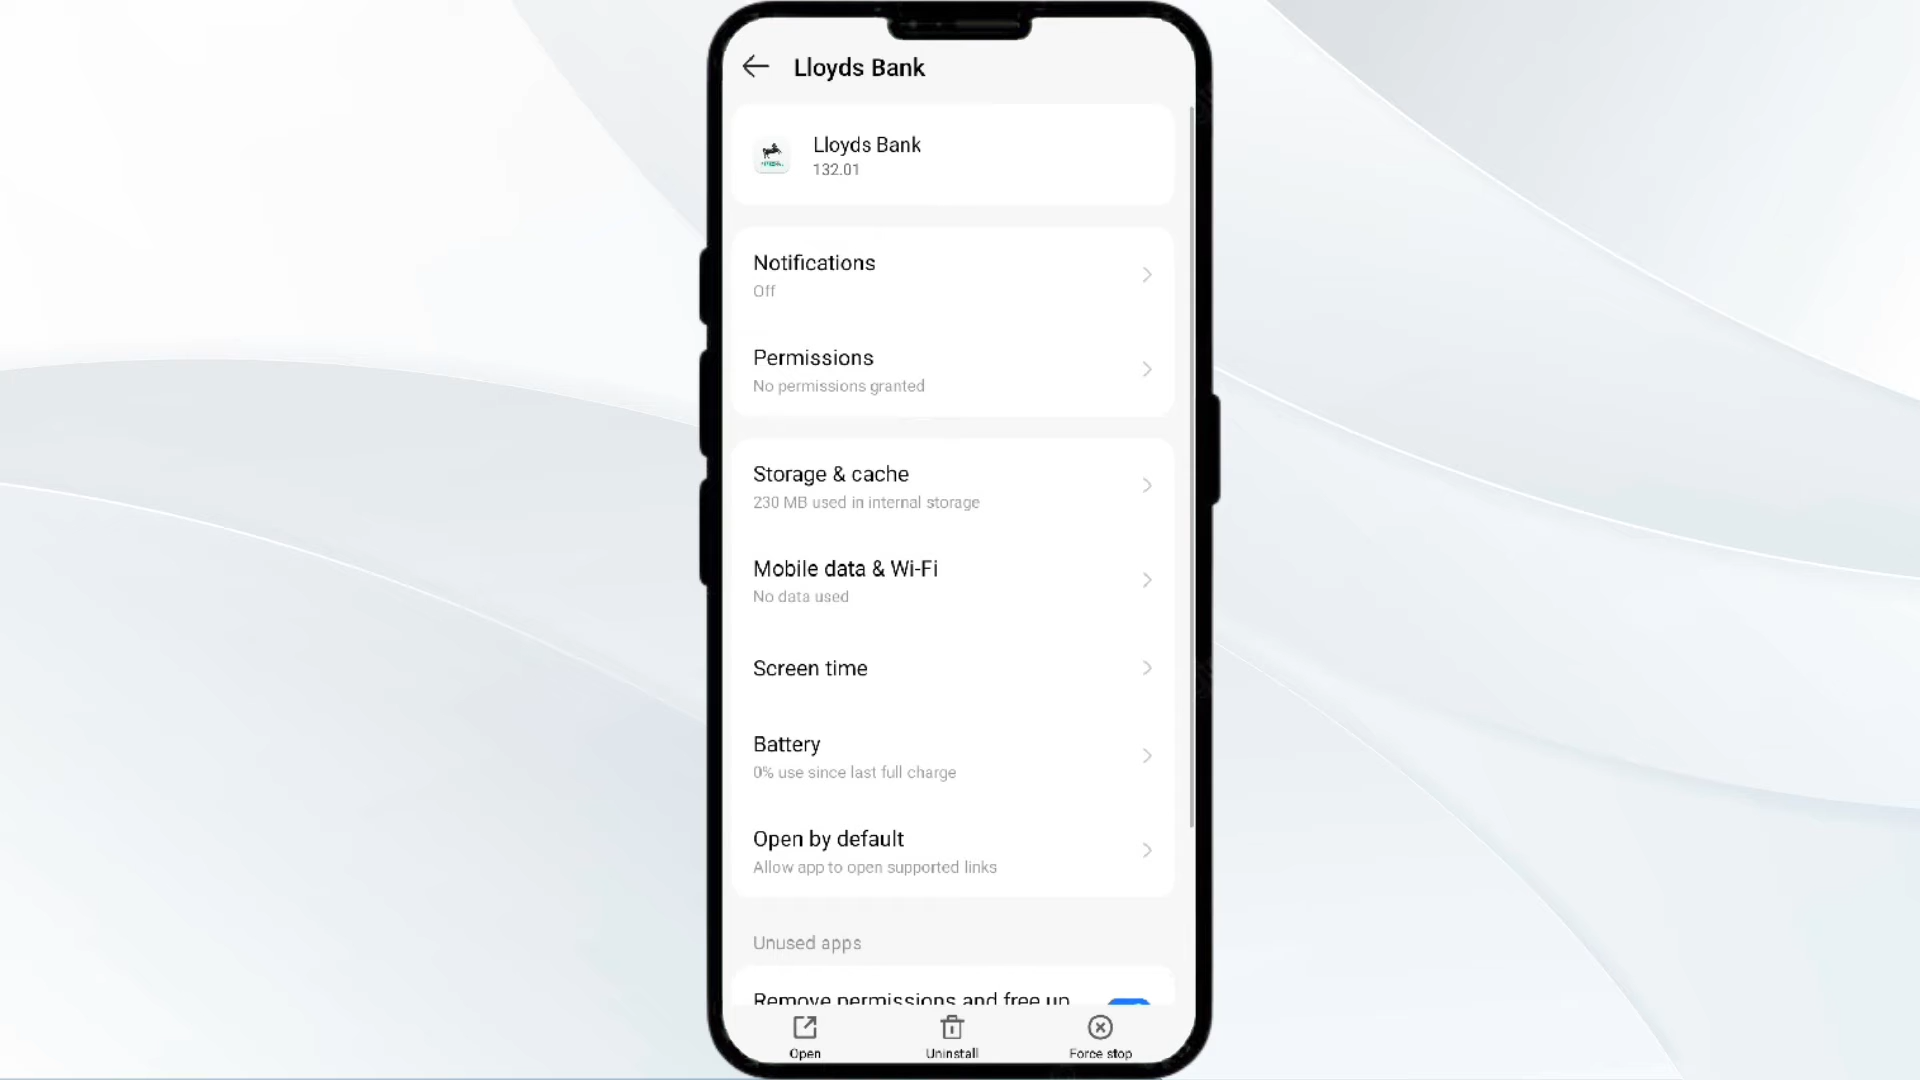 Lloyds Bank
Lloyds Bank
132.01
Notifications
Off
Permissions
No permissions granted
Storage & cache
230 MB used in internal storage
Mobile data & Wi-Fi
No data used
Screen time
Battery
0% use since last full charge
Open by default
Allow app to open supported links
Unused apps
Remove permissions and free up
Open
Uninstall
Force stop